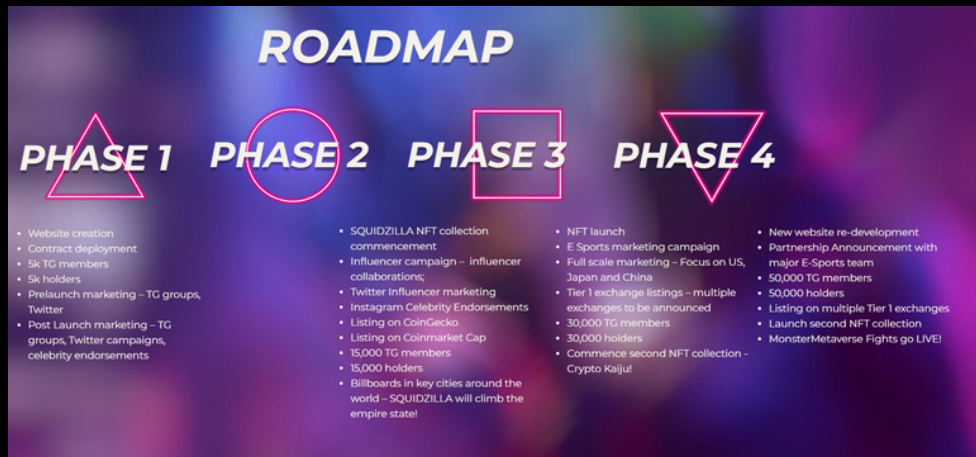 ROADMAP
PHASE 1
PHASE 2
PHASE 3
PHASE 4
• Website creation
• Contract deployment
• 5k TG members
• 5k holders
• Prelaunch marketing – TG groups,
Twitter
• Post Launch marketing – TG
groups, Twitter campaigns,
celebrity endorsements
• SQUIDZILLA NFT collection
commencement
• Influencer campaign – influencer
collaborations;
• Twitter Influencer marketing
• Instagram Celebrity Endorsements
• Listing on CoinGecko
• Listing on Coinmarket Cap
• 15,000 TG members
• 15,000 holders
• Billboards in key cities around the
world – SQUIDZILLA will climb the
empire state!
• NFT launch
• E Sports marketing campaign
• Full scale marketing – Focus on US,
Japan and China
• Tier 1 exchange listings – multiple
exchanges to be announced
• 30,000 TG members
• 30,000 holders
• Commence second NFT collection -
Crypto Kaiju!
• New website re-development
• Partnership Announcement with
major E-Sports team
• 50,000 TG members
• 50,000 holders
• Listing on multiple Tier 1 exchanges
• Launch second NFT collection
• MonsterMetaverse Fights go LIVE!